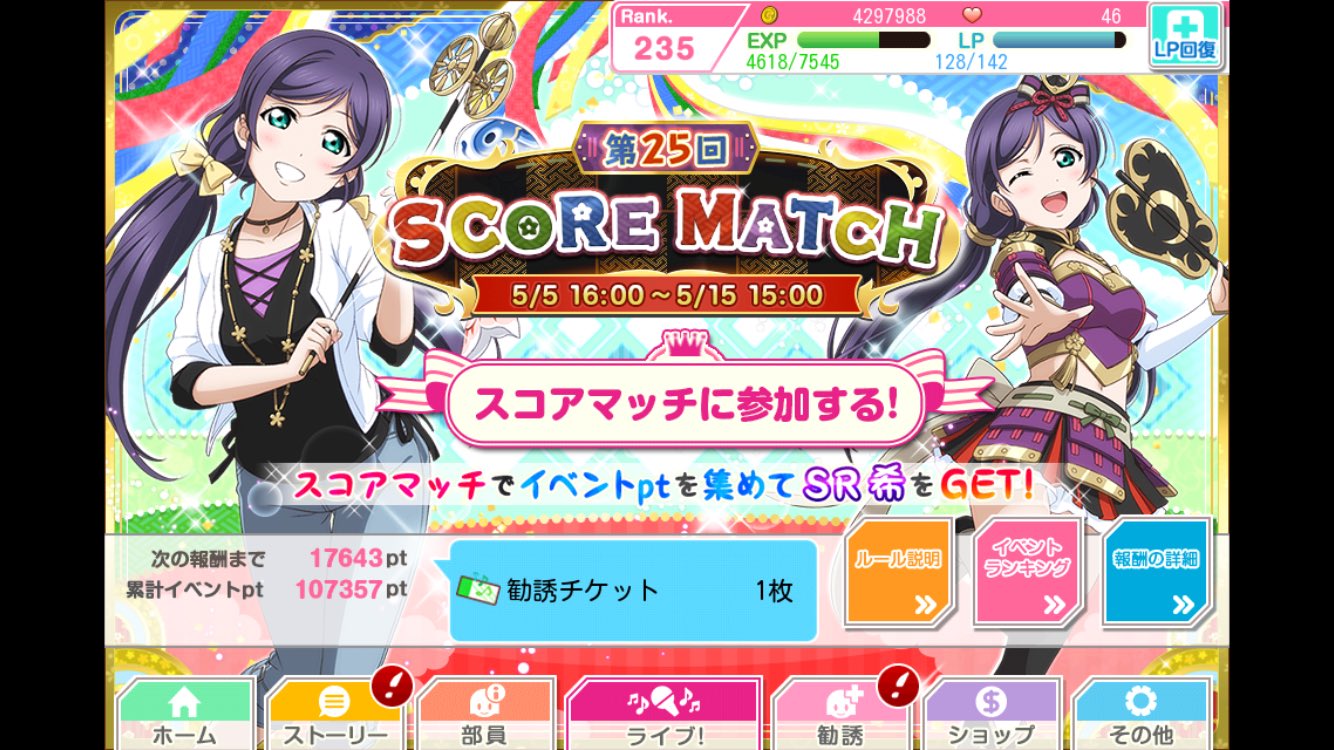 Rank.
235
4297988
46
EXP
4618/7545
LP
128/142
LP回復
第25回
SCORE MATCH
5/5 16:00～5/15 15:00
スコアマッチに参加する!
スコアマッチでイベントptを集めてSR希をGET!
次の報酬まで 17643pt
累計イベントpt 107357pt
勧誘チケット 1枚
ルール説明
イベント
ランキング
報酬の詳細
ホーム
ストーリー
部員
ライブ!
勧誘
ショップ
その他